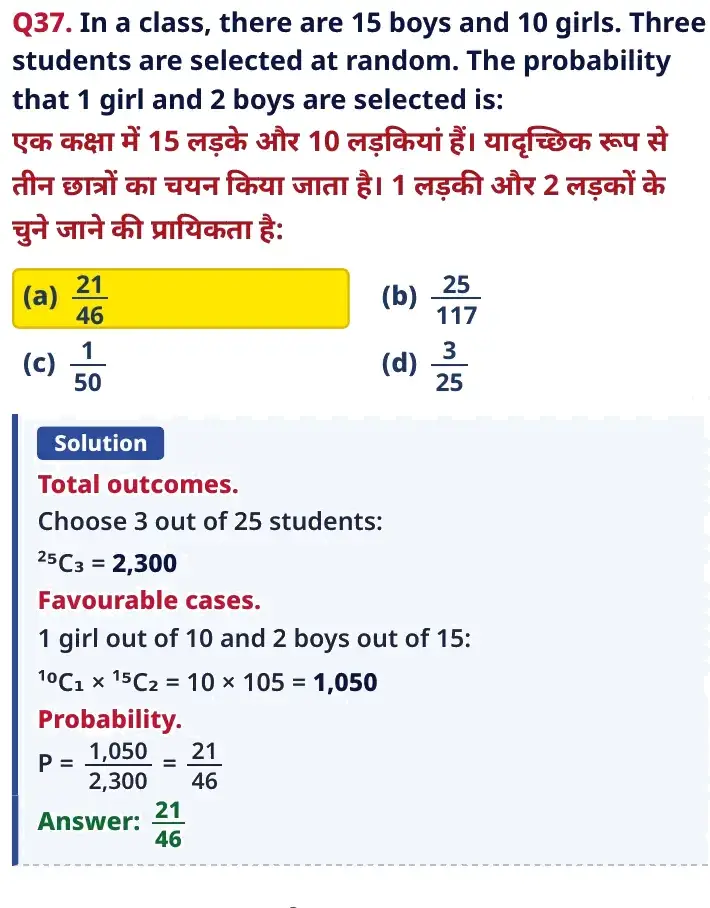 Q37. In a class, there are 15 boys and 10 girls. Three
students are selected at random. The probability
that 1 girl and 2 boys are selected is:
एक कक्षा में 15 लड़के और 10 लड़कियां हैं। यादृच्छिक रूप से
तीन छात्रों का चयन किया जाता है। 1 लड़की और 2 लड़कों के
चुने जाने की प्रायिकता है:
(a) 21/46 (b) 25/117
(c) 1/50 (d) 3/25
Solution
Total outcomes.
Choose 3 out of 25 students:
²⁵C₃ = 2,300
Favourable cases.
1 girl out of 10 and 2 boys out of 15:
¹⁰C₁ × ¹⁵C₂ = 10 × 105 = 1,050
Probability.
P = 1,050/2,300 = 21/46
Answer: 21/46